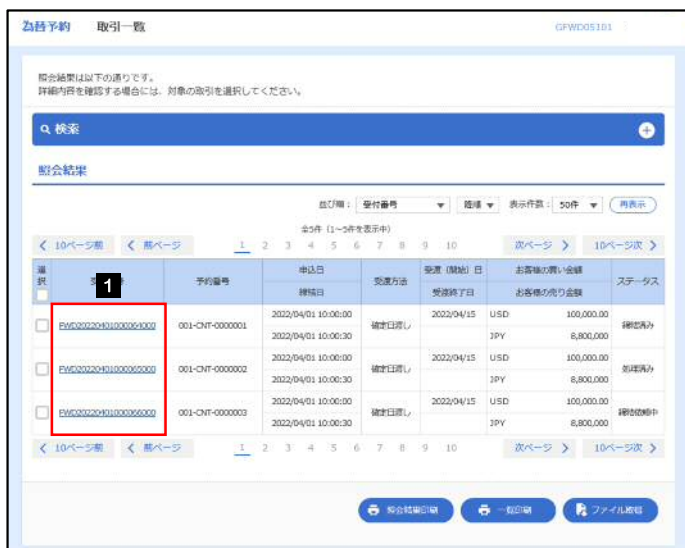 為替予約 取引一覧 GFWD05101
照会結果は以下の通りです。
詳細内容を確認する場合には、対象の取引を選択してください。
検索
照会結果
並び順： 受付番号 降順 表示件数： 50件 再表示
全5件（1～5件を表示中）
10ページ前 前ページ 1 2 3 4 5 6 7 8 9 10 次ページ 10ページ次
選択 1 予約番号 申込日 受渡方法 受渡（開始）日 お客様の買い金額 ステータス
締結日 受渡終了日 お客様の売り金額
FWD20220401000064000 001-CNT-0000001 2022/04/01 10:00:00 確定日渡し 2022/04/15 USD 100,000.00 締結済み
2022/04/01 10:00:30 JPY 8,800,000
FWD20220401000065000 001-CNT-0000002 2022/04/01 10:00:00 確定日渡し 2022/04/15 USD 100,000.00 処理済み
2022/04/01 10:00:30 JPY 8,800,000
FWD20220401000066000 001-CNT-0000003 2022/04/01 10:00:00 確定日渡し 2022/04/15 USD 100,000.00 締結依頼中
2022/04/01 10:00:30 JPY 8,800,000
10ページ前 前ページ 1 2 3 4 5 6 7 8 9 10 次ページ 10ページ次
照会結果印刷 一覧印刷 ファイル取得